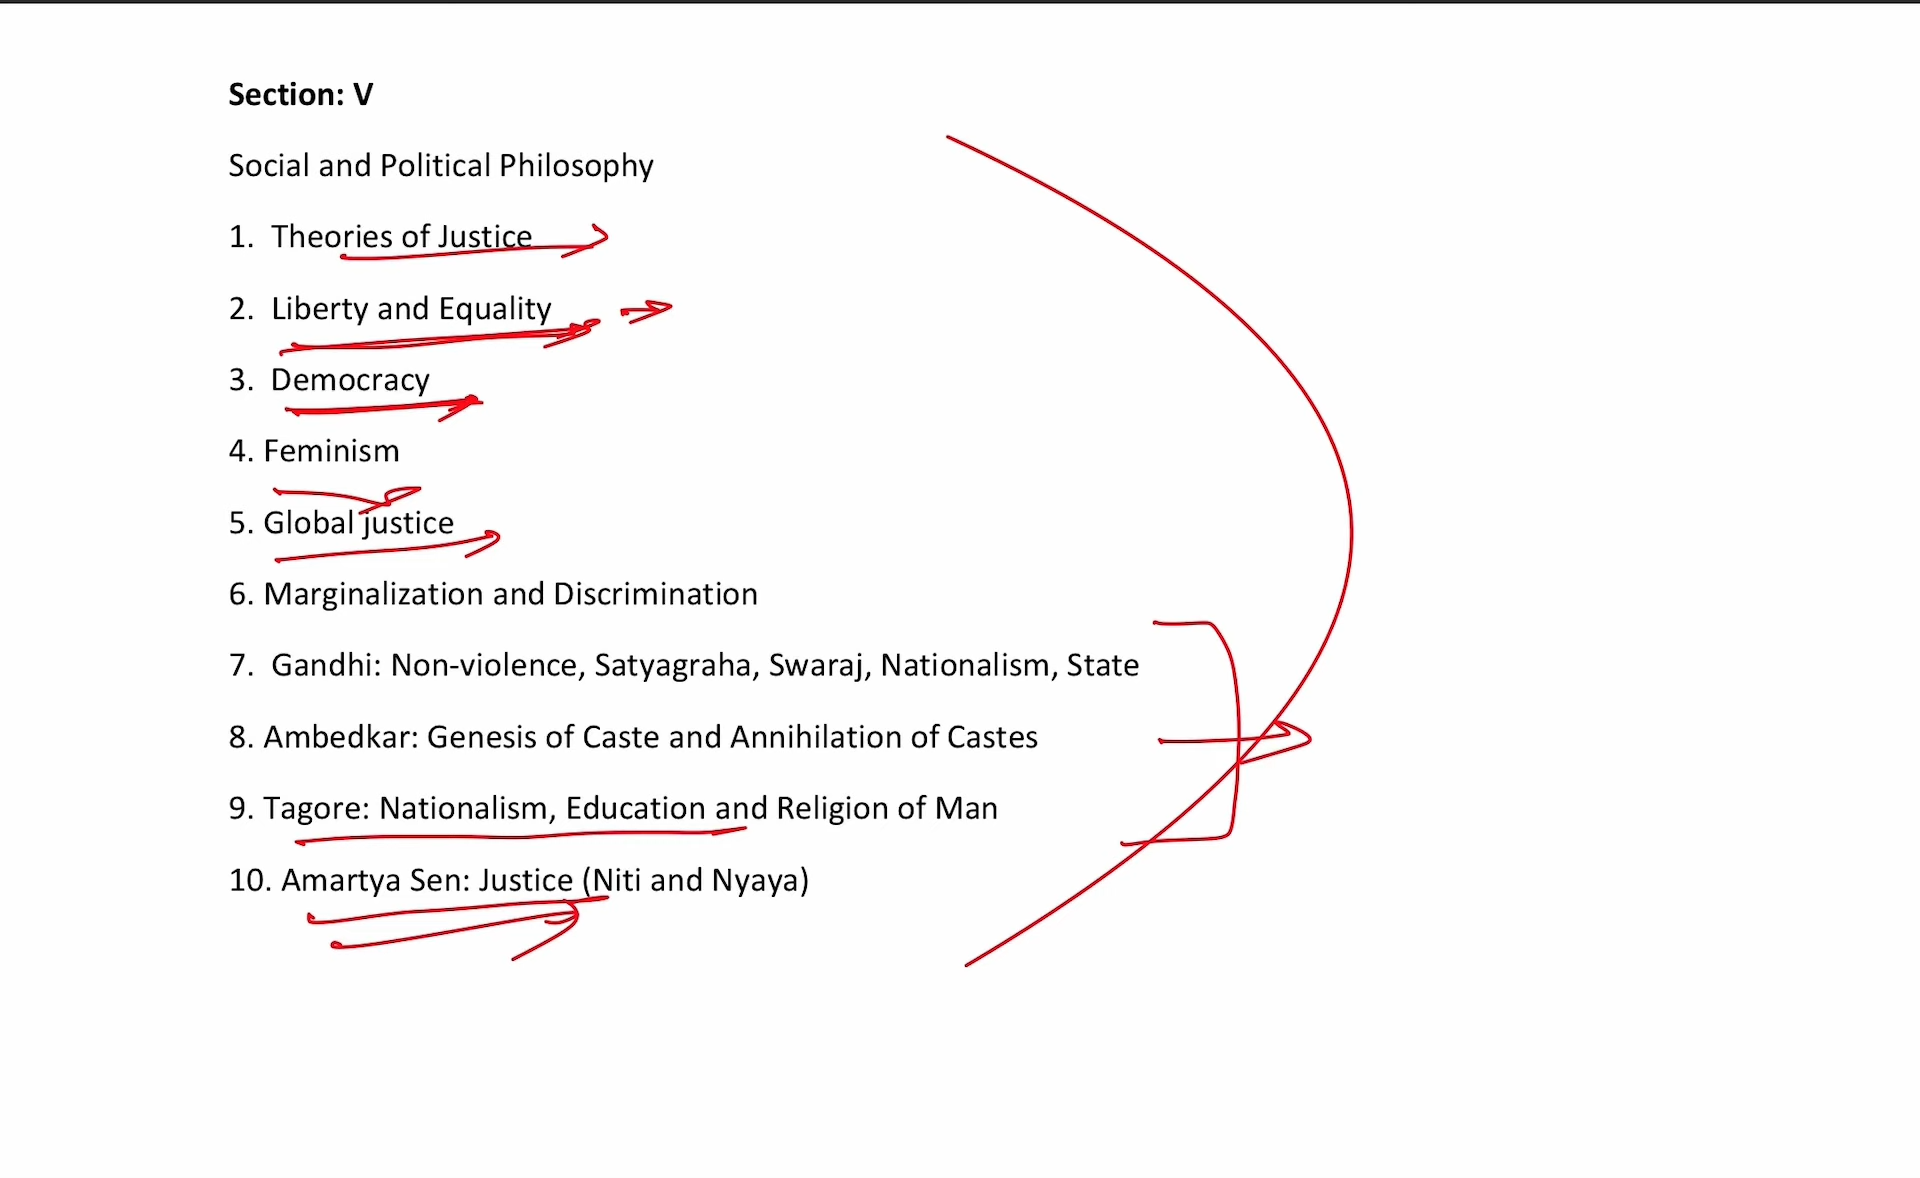 Section: V
Social and Political Philosophy
1. Theories of Justice
2. Liberty and Equality
3. Democracy
4. Feminism
5. Global justice
6. Marginalization and Discrimination
7. Gandhi: Non-violence, Satyagraha, Swaraj, Nationalism, State
8. Ambedkar: Genesis of Caste and Annihilation of Castes
9. Tagore: Nationalism, Education and Religion of Man
10. Amartya Sen: Justice (Niti and Nyaya)